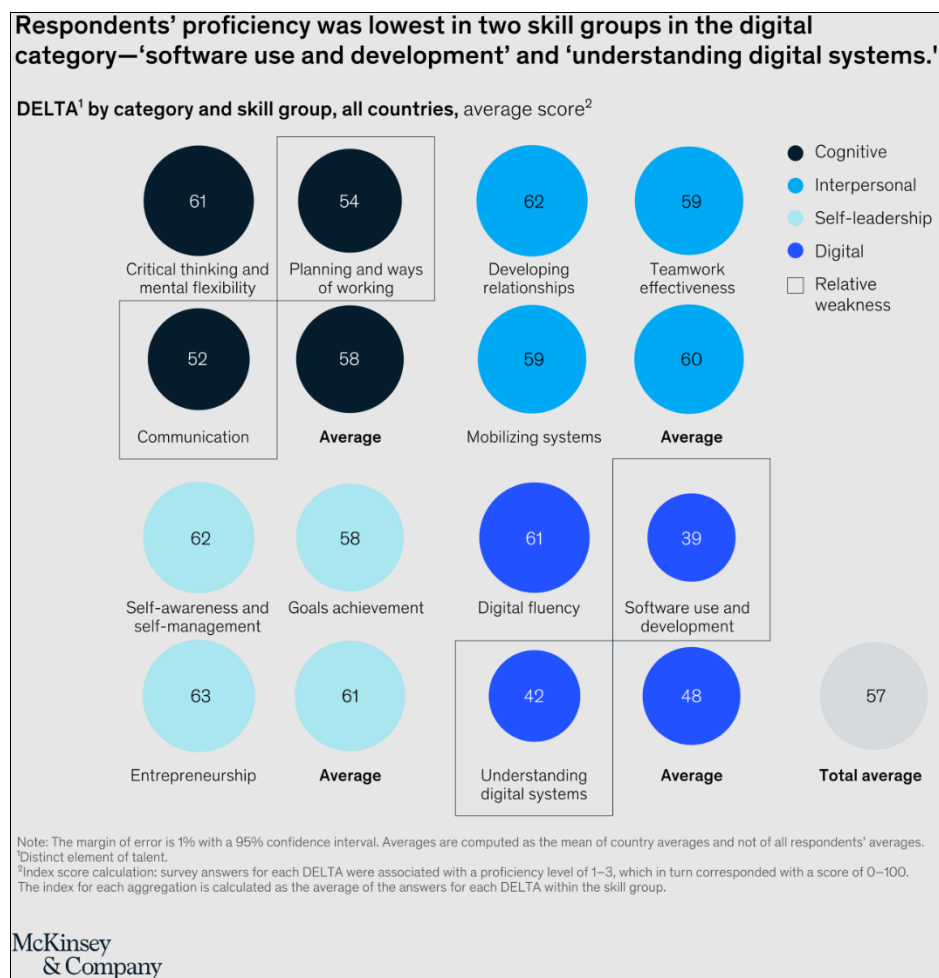 Respondents’ proficiency was lowest in two skill groups in the digital
category—‘software use and development’ and ‘understanding digital systems.'
DELTA¹ by category and skill group, all countries, average score²
61
Critical thinking and
mental flexibility
54
Planning and ways
of working
62
Developing
relationships
59
Teamwork
effectiveness
Cognitive
Interpersonal
Self-leadership
Digital
Relative
weakness
52
Communication
58
Average
59
Mobilizing systems
60
Average
62
Self-awareness and
self-management
58
Goals achievement
61
Digital fluency
39
Software use and
development
63
Entrepreneurship
61
Average
42
Understanding
digital systems
48
Average
57
Total average
Note: The margin of error is 1% with a 95% confidence interval. Averages are computed as the mean of country averages and not of all respondents’ averages.
¹Distinct element of talent.
²Index score calculation: survey answers for each DELTA were associated with a proficiency level of 1–3, which in turn corresponded with a score of 0–100.
The index for each aggregation is calculated as the average of the answers for each DELTA within the skill group.
McKinsey
& Company